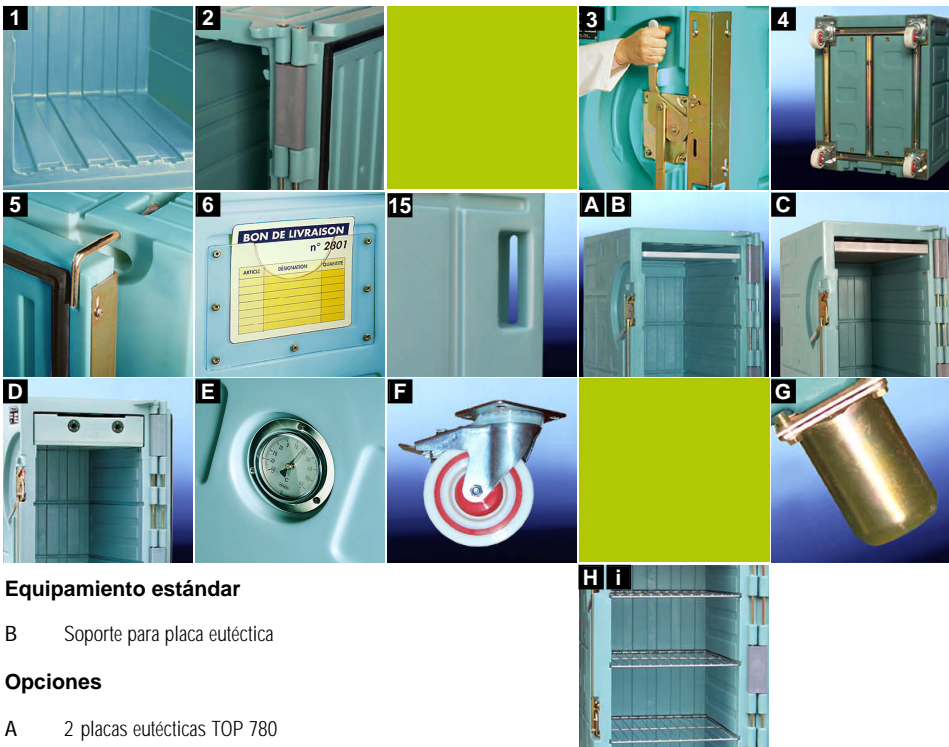 1
2
3
4
5
6
BON DE LIVRAISON
n° 2801
ARTICLE DÉSIGNATION QUANTITÉ
15
A B
C
D
E
°C
F
G
Equipamiento estándar
B Soporte para placa eutéctica
Opciones
A 2 placas eutécticas TOP 780
H i